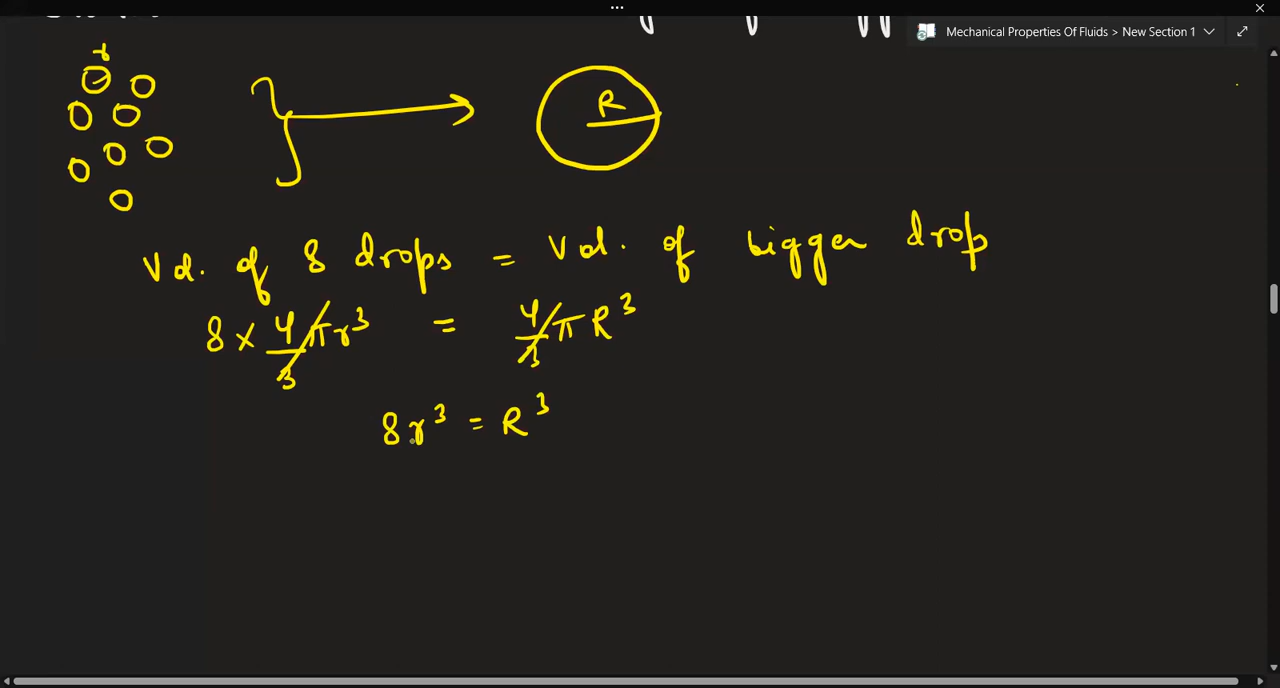 Mechanical Properties Of Fluids > New Section 1
r
R
Vol. of 8 drops = Vol. of bigger drop
8 × 4/3 πr³ = 4/3 πR³
8r³ = R³